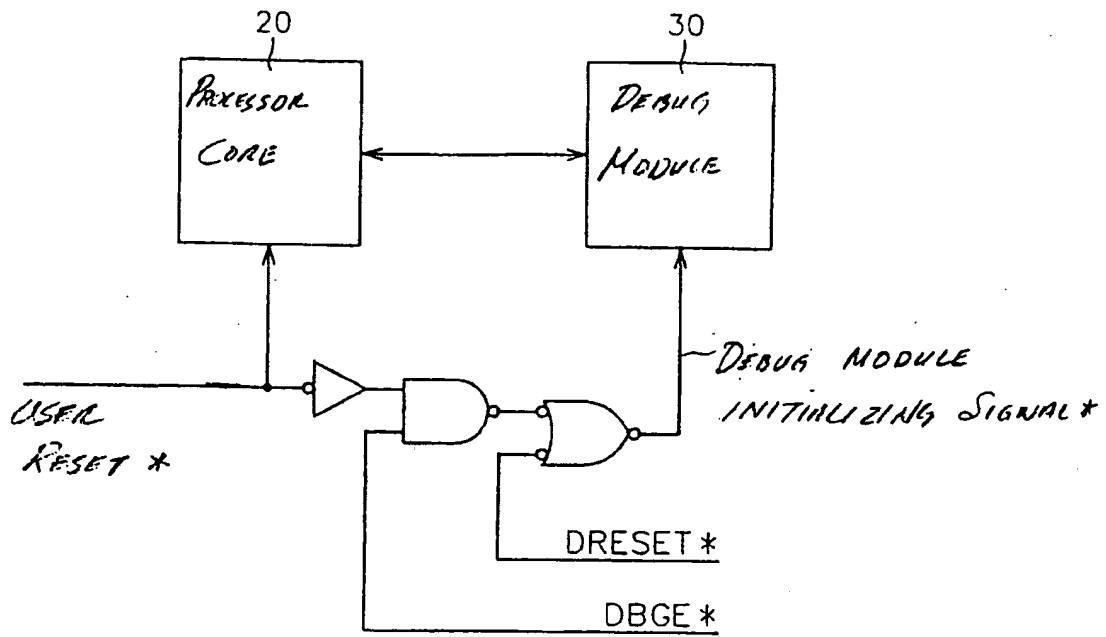 20
30
PROCESSOR
CORE
DEBUG
MODULE
DEBUG MODULE
INITIALIZING SIGNAL*
USER
RESET *
DRESET*
DBGE*